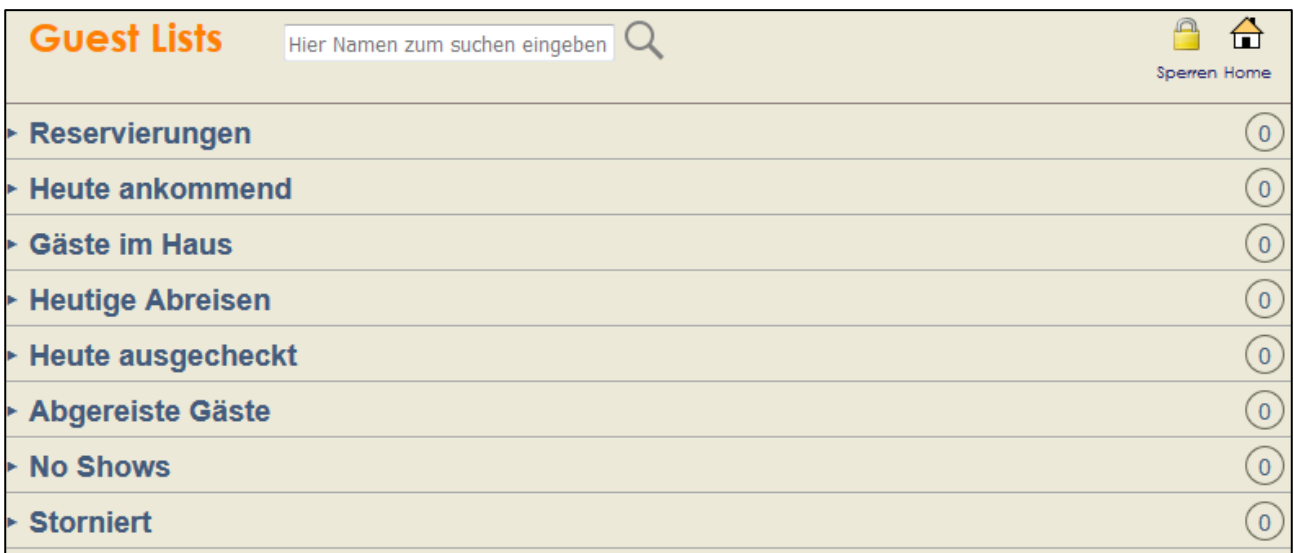 Guest Lists
Hier Namen zum suchen eingeben
Sperren Home
Reservierungen 0
Heute ankommend 0
Gäste im Haus 0
Heutige Abreisen 0
Heute ausgecheckt 0
Abgereiste Gäste 0
No Shows 0
Storniert 0